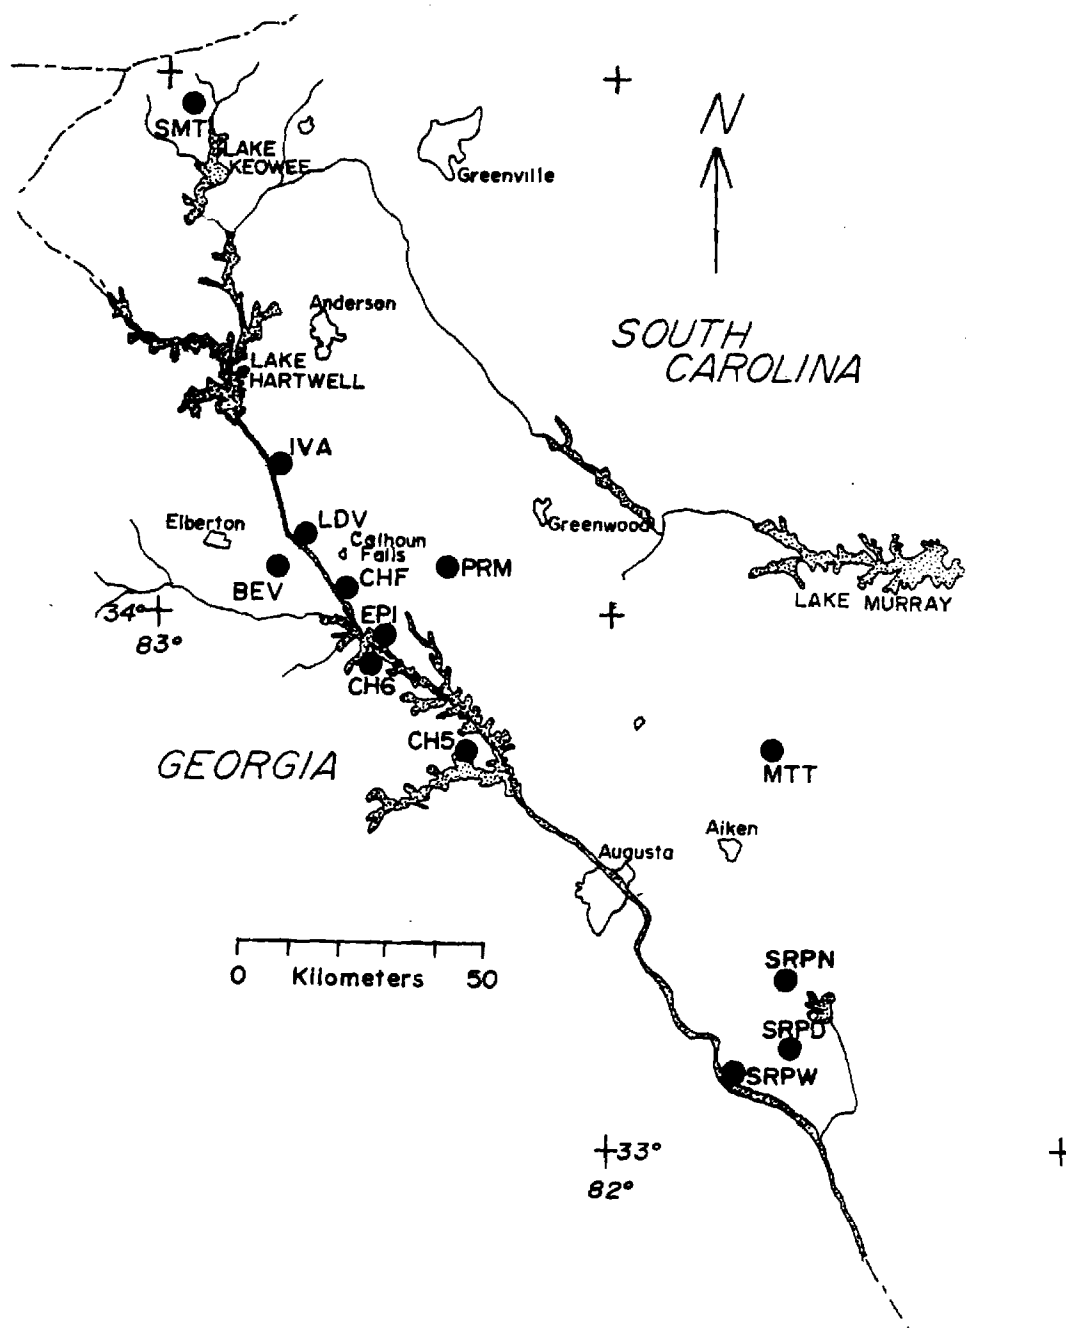 N
SMT
LAKE
KEOWEE
Greenville
Anderson
SOUTH
CAROLINA
LAKE
HARTWELL
IVA
Elberton
LDV
Calhoun
Falls
Greenwood
BEV
CHF
PRM
34°
83°
EPI
LAKE MURRAY
CH6
CH5
GEORGIA
MTT
Aiken
Augusta
0 Kilometers 50
SRPN
SRPD
SRPW
33°
82°